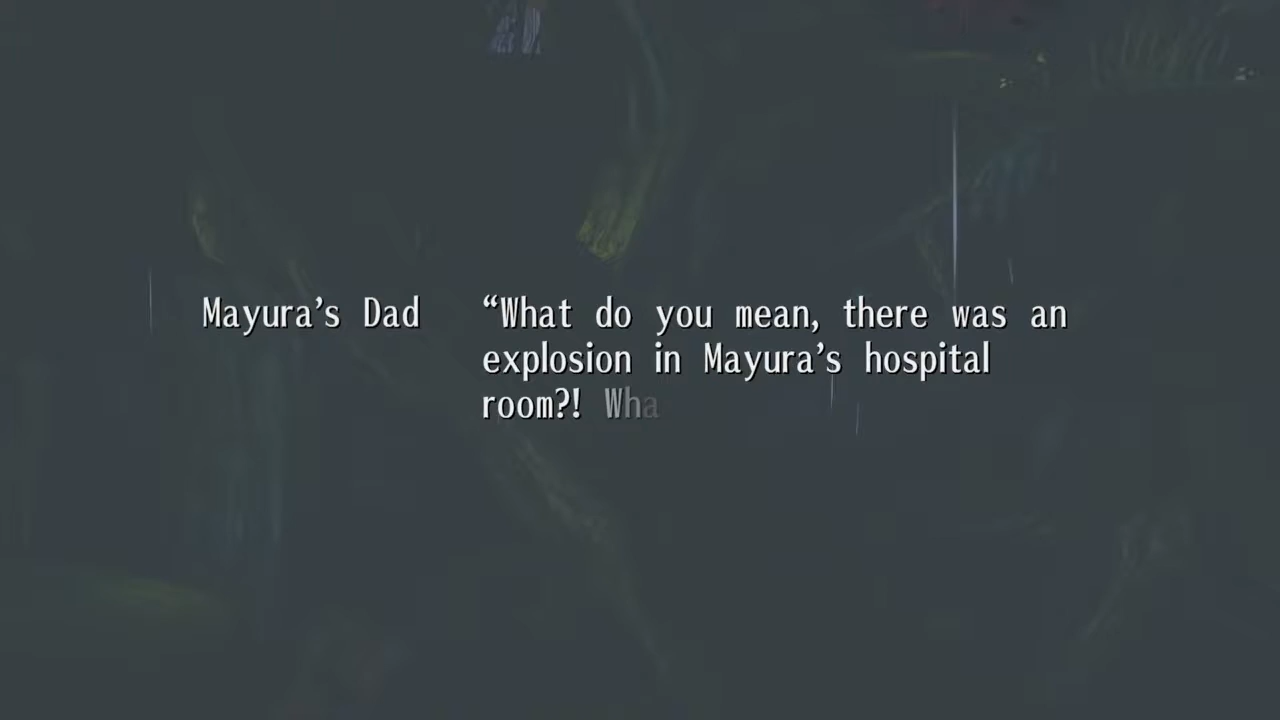 Mayura's Dad “What do you mean, there was an
explosion in Mayura’s hospital
room?! Wha